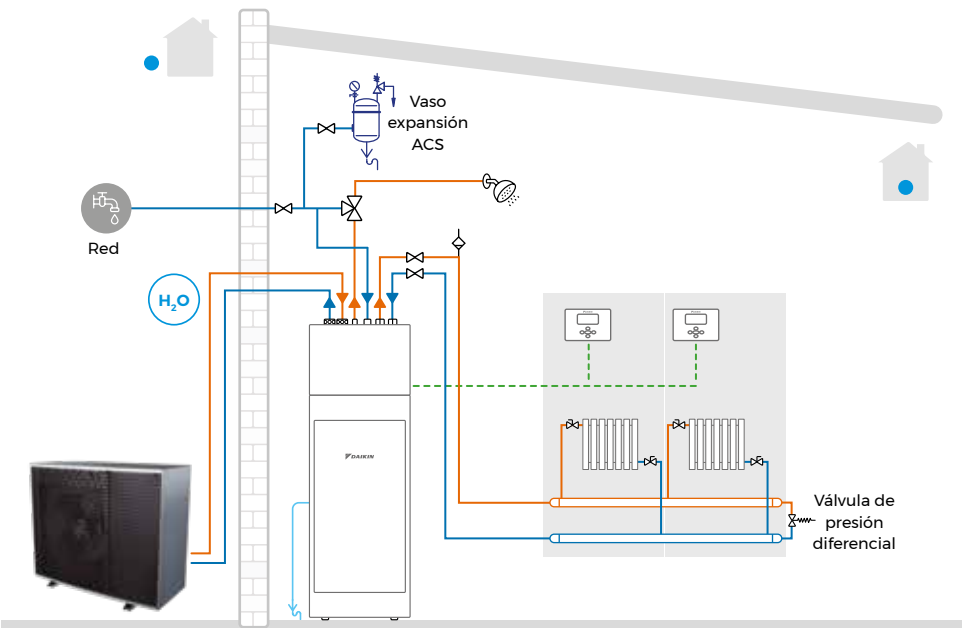 Vaso
expansión
ACS
Red
H₂O
DAIKIN
Válvula de
presión
diferencial